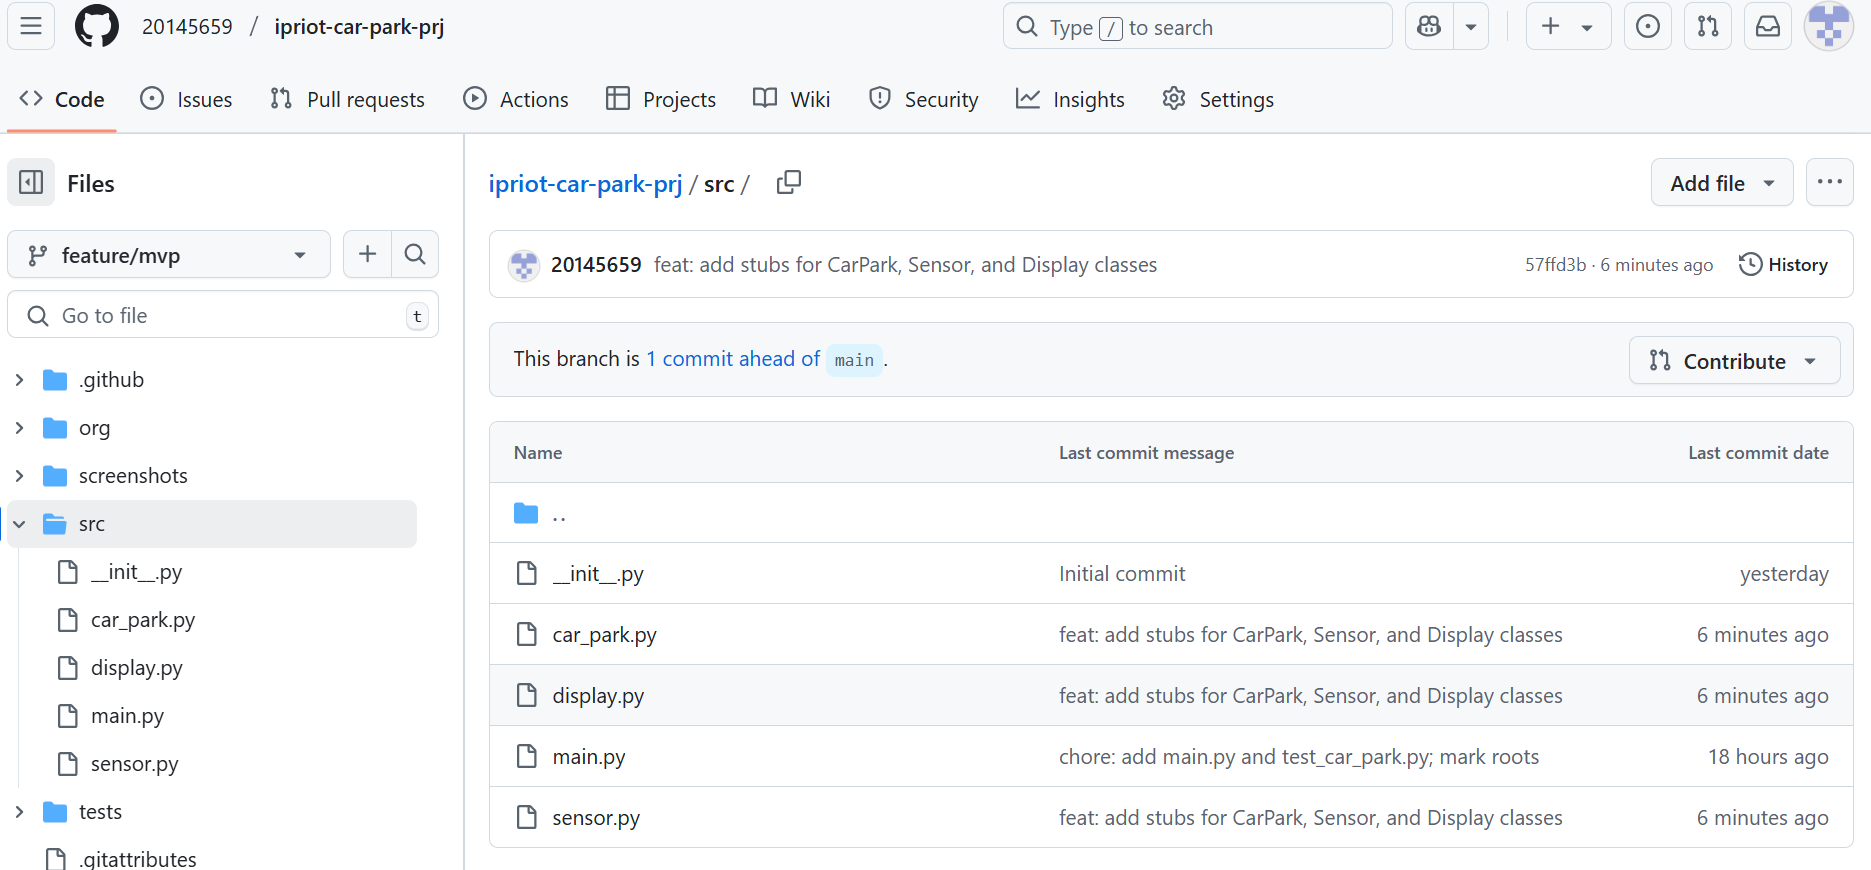 20145659 / ipriot-car-park-prj
Type / to search
Code Issues Pull requests Actions Projects Wiki Security Insights Settings
Files
feature/mvp
Go to file t
.github
org
screenshots
src
__init__.py
car_park.py
display.py
main.py
sensor.py
tests
.gitattributes
ipriot-car-park-prj / src /
Add file
20145659 feat: add stubs for CarPark, Sensor, and Display classes 57ffd3b · 6 minutes ago History
This branch is 1 commit ahead of main .
Contribute
Name Last commit message Last commit date
..
__init__.py Initial commit yesterday
car_park.py feat: add stubs for CarPark, Sensor, and Display classes 6 minutes ago
display.py feat: add stubs for CarPark, Sensor, and Display classes 6 minutes ago
main.py chore: add main.py and test_car_park.py; mark roots 18 hours ago
sensor.py feat: add stubs for CarPark, Sensor, and Display classes 6 minutes ago